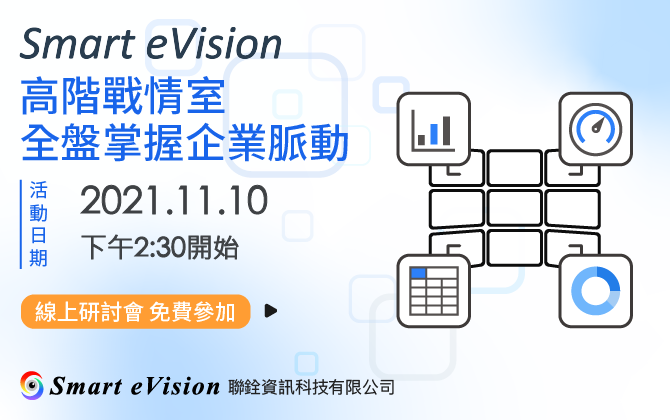 Smart eVision
高階戰情室
全盤掌握企業脈動
活動日期
2021.11.10
下午2:30開始
線上研討會 免費參加
Smart eVision 聯銓資訊科技有限公司